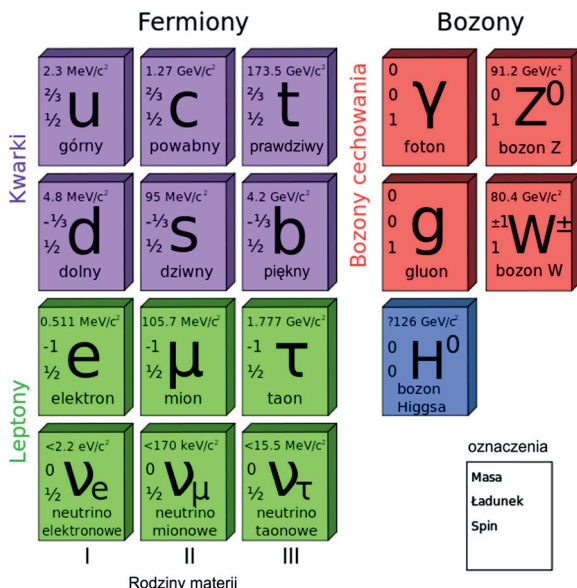 Fermiony
Bozony
Kwarki
2.3 MeV/c²
⅔
½
u
górny
1.27 GeV/c²
⅔
½
c
powabny
173.5 GeV/c²
⅔
½
t
prawdziwy
4.8 MeV/c²
-⅓
½
d
dolny
95 MeV/c²
-⅓
½
s
dziwny
4.2 GeV/c²
-⅓
½
b
piękny
Leptony
0.511 MeV/c²
-1
½
e
elektron
105.7 MeV/c²
-1
½
μ
mion
1.777 GeV/c²
-1
½
τ
taon
<2.2 eV/c²
0
½
νe
neutrino
elektronowe
<170 keV/c²
0
½
νμ
neutrino
mionowe
<15.5 MeV/c²
0
½
ντ
neutrino
taonowe
I
II
III
Rodziny materii
Bozony cechowania
0
0
1
γ
foton
91.2 GeV/c²
0
1
Z⁰
bozon Z
0
0
1
g
gluon
80.4 GeV/c²
±1
1
W±
bozon W
?126 GeV/c²
0
0
H⁰
bozon
Higgsa
oznaczenia
Masa
Ładunek
Spin